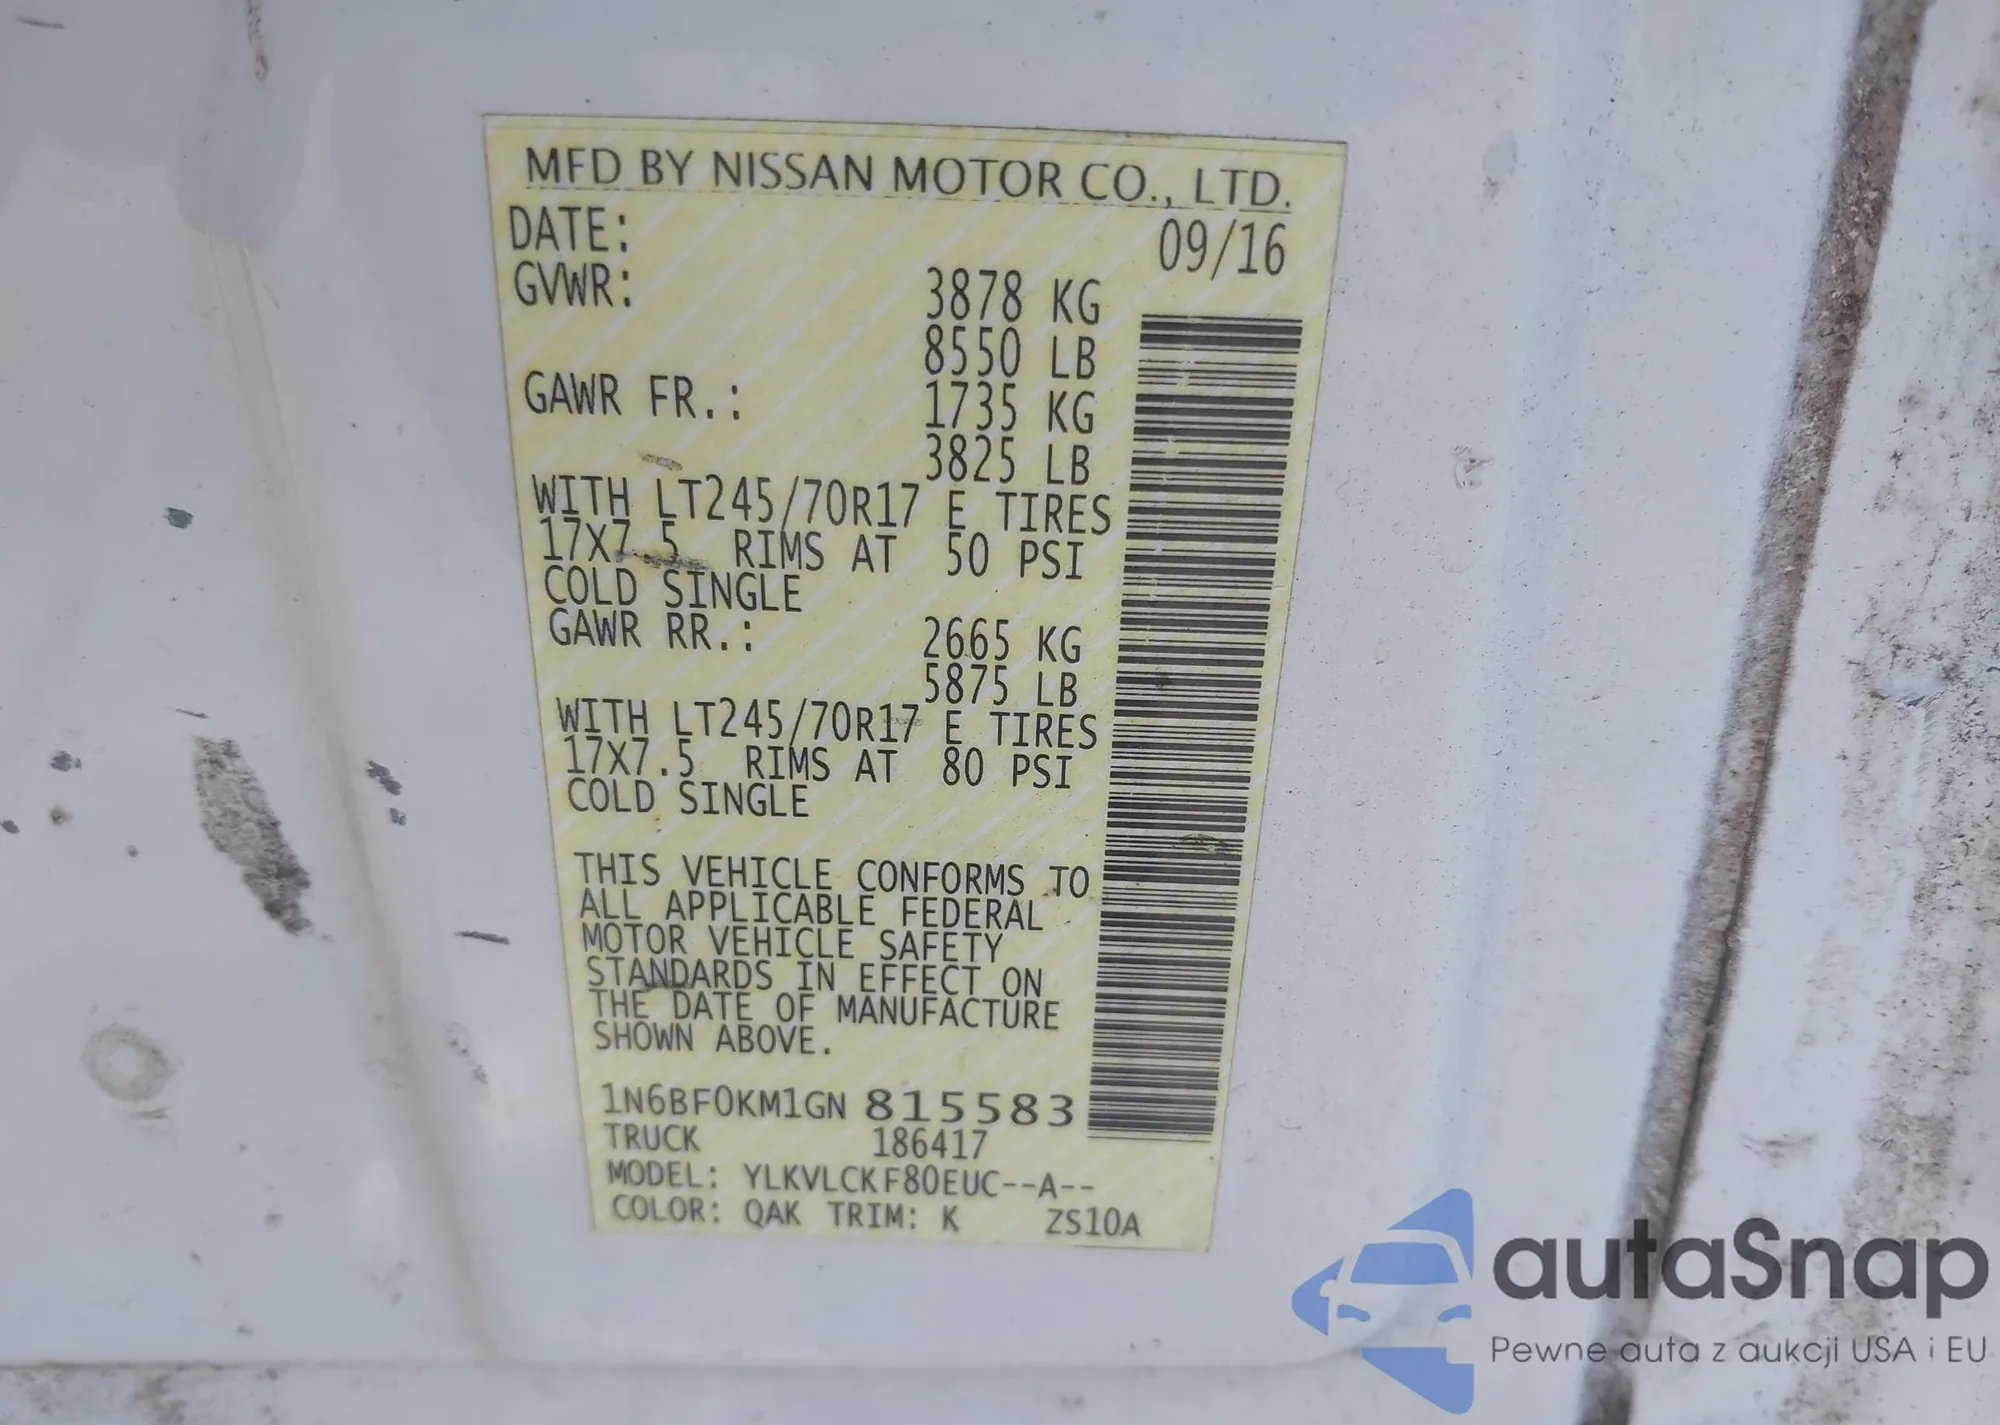 MFD BY NISSAN MOTOR CO., LTD.
DATE: 09/16
GVWR: 3878 KG
8550 LB
GAWR FR.: 1735 KG
3825 LB
WITH LT245/70R17 E TIRES
17X7.5 RIMS AT 50 PSI
COLD SINGLE
GAWR RR.: 2665 KG
5875 LB
WITH LT245/70R17 E TIRES
17X7.5 RIMS AT 80 PSI
COLD SINGLE
THIS VEHICLE CONFORMS TO
ALL APPLICABLE FEDERAL
MOTOR VEHICLE SAFETY
STANDARDS IN EFFECT ON
THE DATE OF MANUFACTURE
SHOWN ABOVE.
1N6BF0KM1GN 815583
TRUCK 186417
MODEL: YLKVLCKF80EUC--A--
COLOR: QAK TRIM: K ZS10A
autaSnap
Pewne auta z aukcji USA i EU